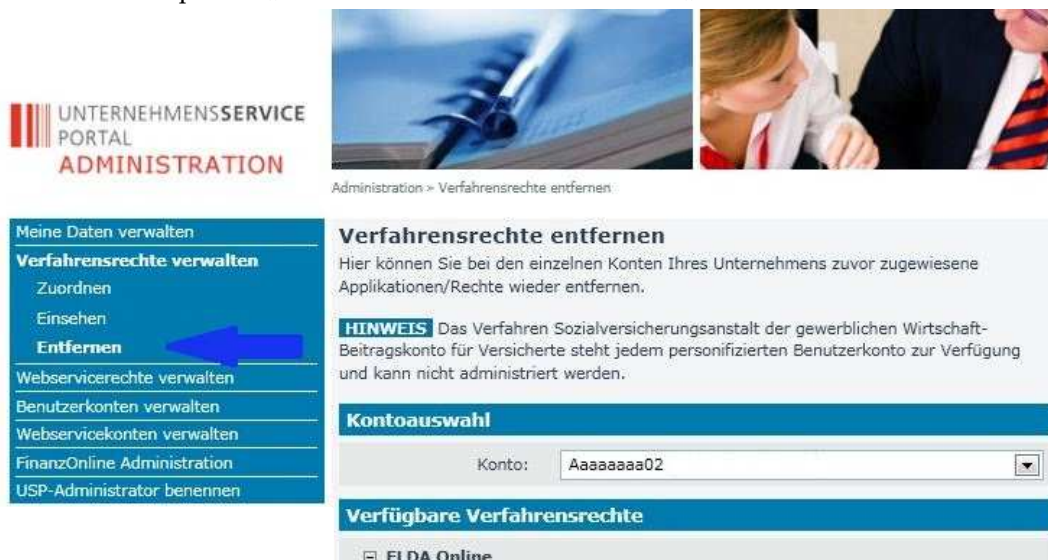 UNTERNEHMENSSERVICE
PORTAL
ADMINISTRATION
Administration > Verfahrensrechte entfernen
Meine Daten verwalten
Verfahrensrechte verwalten
Zuordnen
Einsehen
Entfernen
Webservicerechte verwalten
Benutzerkonten verwalten
Webservicekonten verwalten
FinanzOnline Administration
USP-Administrator benennen
Verfahrensrechte entfernen
Hier können Sie bei den einzelnen Konten Ihres Unternehmens zuvor zugewiesene
Applikationen/Rechte wieder entfernen.
HINWEIS Das Verfahren Sozialversicherungsanstalt der gewerblichen Wirtschaft-
Beitragskonto für Versicherte steht jedem personifizierten Benutzerkonto zur Verfügung
und kann nicht administriert werden.
Kontoauswahl
Konto: Aaaaaaaa02
Verfügbare Verfahrensrechte
ELDA Online